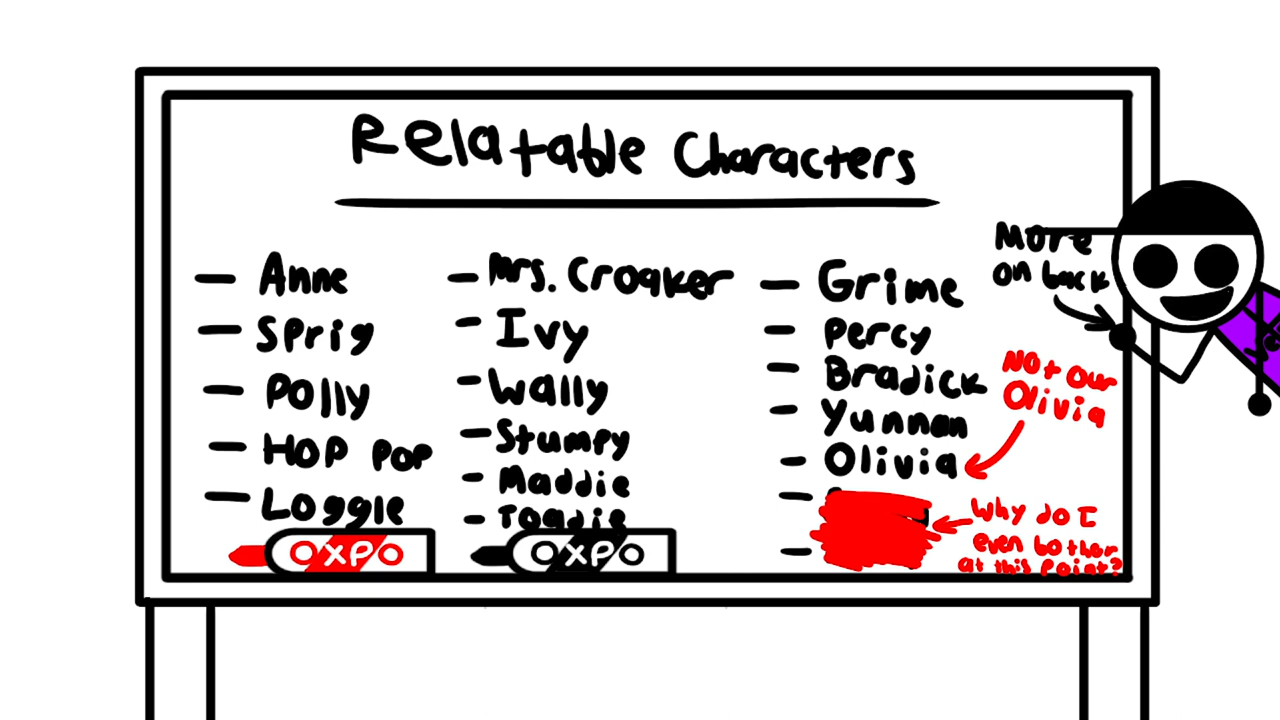 Relatable Characters
- Anne
- Sprig
- Polly
- Hop Pop
- Loggle
- Mrs. Croaker
- Ivy
- Wally
- Stumpy
- Maddie
- Toadie
- Grime
- Percy
- Bradick
- Yunnan
- Olivia
-
-
More
on back
Not our
Olivia
Why do I
even bother
at this point?
OXPO
OXPO